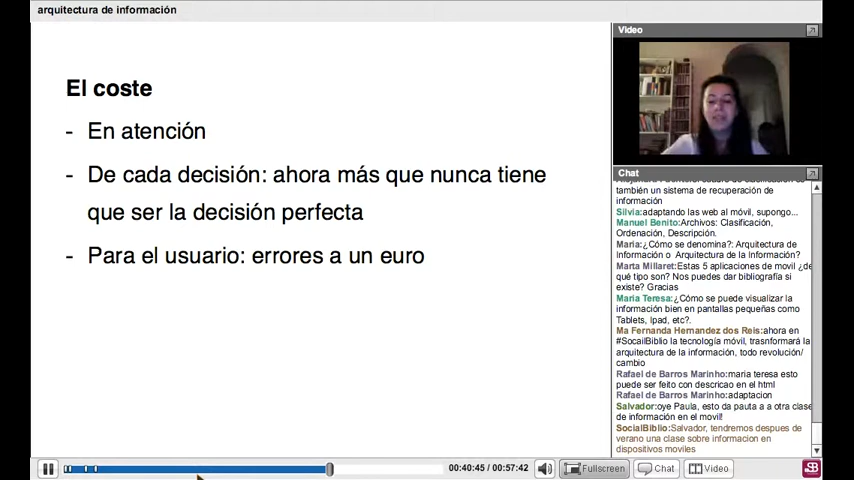 arquitectura de información
El coste
- En atención
- De cada decisión: ahora más que nunca tiene
que ser la decisión perfecta
- Para el usuario: errores a un euro
Video
Chat
también un sistema de recuperación de
información
Silvia:adaptando las web al móvil, supongo...
Manuel Benito:Archivos: Clasificación,
Ordenación, Descripción.
Maria:¿Cómo se denomina?: Arquitectura de
Información o Arquitectura de la Información?
Marta Millaret:Estas 5 aplicaciones de movil ¿de
qué tipo son? Nos puedes dar bibliografía si
existe? Gracias
Maria Teresa:¿Cómo se puede visualizar la
información bien en pantallas pequeñas como
Tablets, Ipad, etc?.
Ma Fernanda Hernandez dos Reis:ahora en
#SocailBiblio la tecnología móvil, trasnformará la
arquitectura de la información, todo revolución/
cambio
Rafael de Barros Marinho:maria teresa esto
puede ser feito con descricao en el html
Rafael de Barros Marinho:adaptacion
Salvador:oye Paula, esto da pauta a a otra clase
de información en el movil!
SocialBiblio:Salvador, tendremos despues de
verano una clase sobre informacion en
dispositivos moviles
00:40:45 / 00:57:42
Fullscreen
Chat
Video
SB